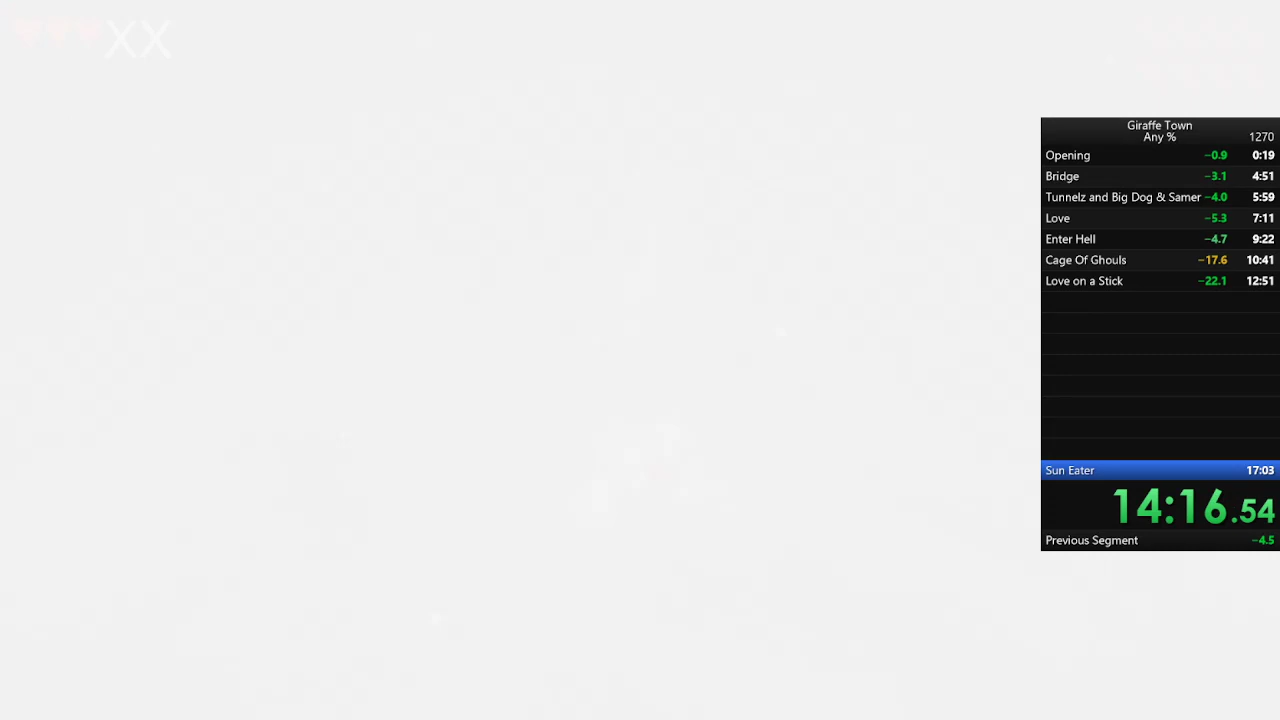 XX
Giraffe Town
Any % 1270
Opening −0.9 0:19
Bridge −3.1 4:51
Tunnelz and Big Dog & Samer −4.0 5:59
Love −5.3 7:11
Enter Hell −4.7 9:22
Cage Of Ghouls −17.6 10:41
Love on a Stick −22.1 12:51
Sun Eater 17:03
14:16.54
Previous Segment −4.5